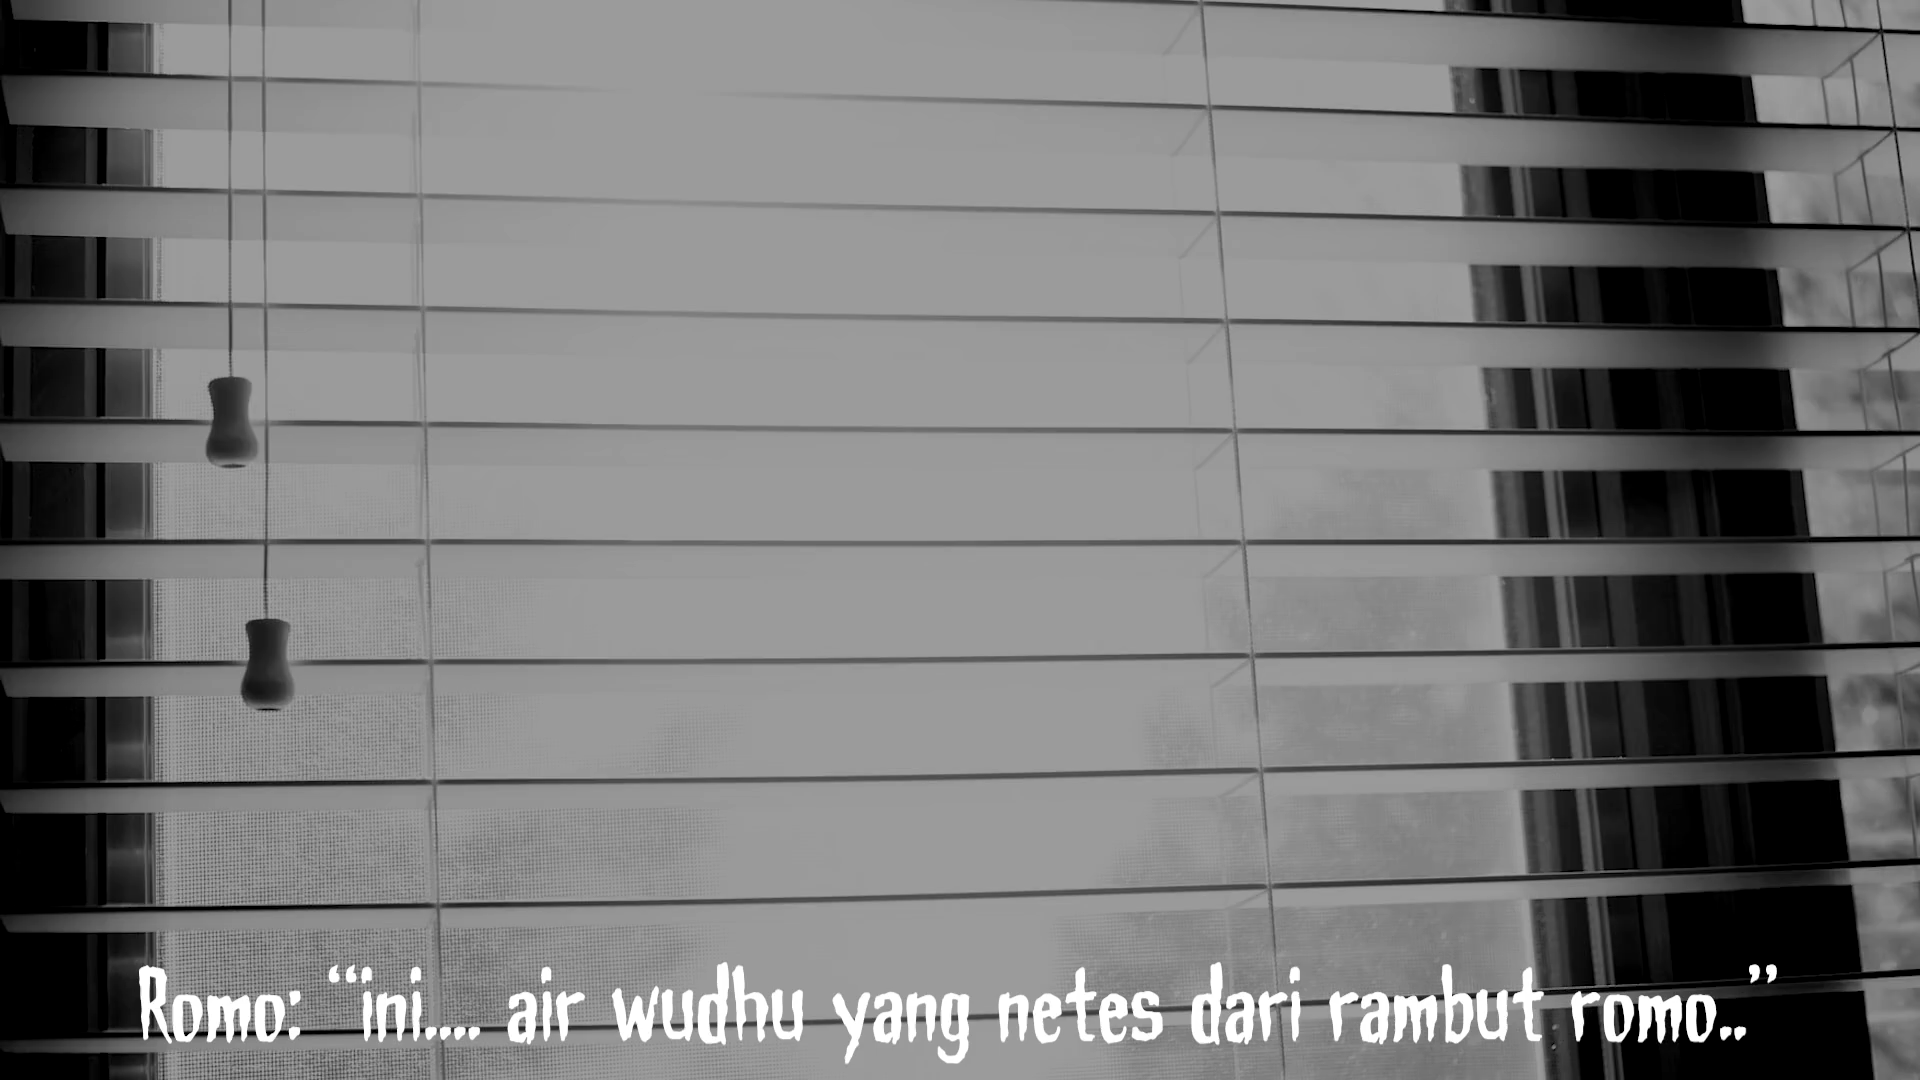 Romo: “ini.... air wudhu yang netes dari rambut romo..”